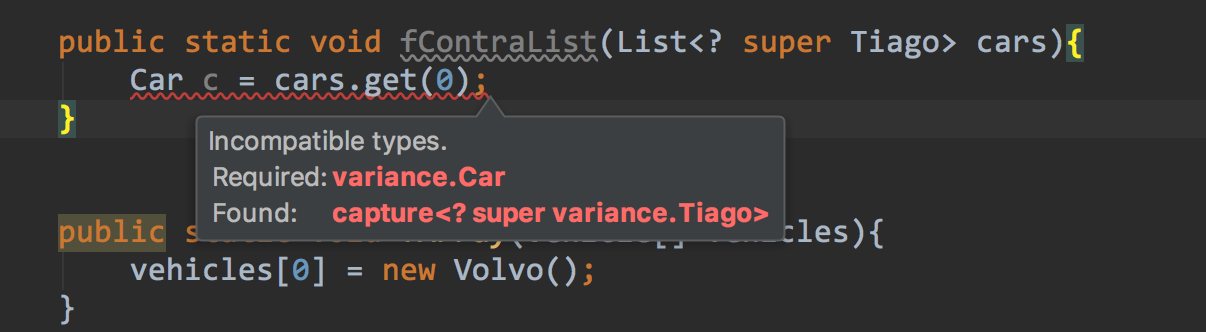 public static void fContraList(List<? super Tiago> cars){
Car c = cars.get(0);
}
Incompatible types.
Required: variance.Car
Found: capture<? super variance.Tiago>
public cles){
vehicles[0] = new Volvo();
}